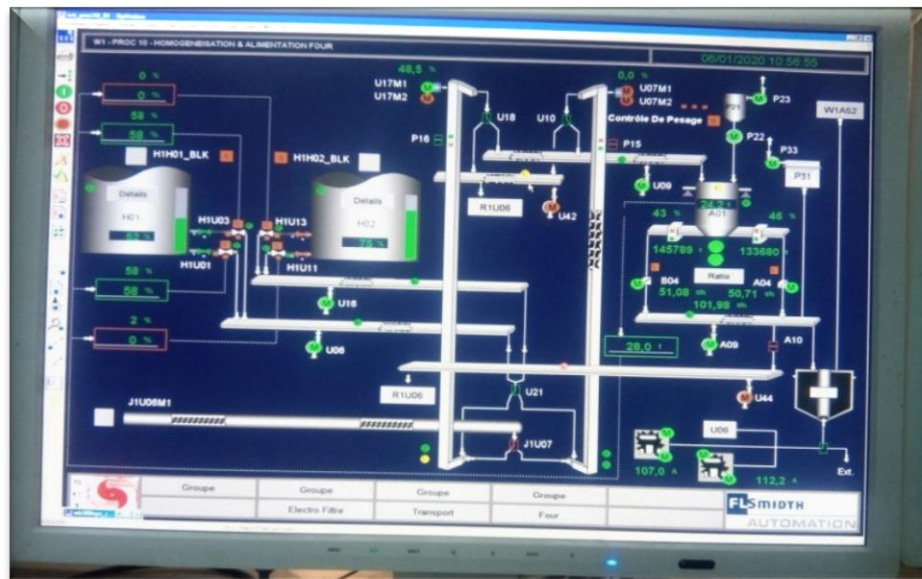 W1 - PROC 10 - HOMOGENEISATION & ALIMENTATION FOUR
06/01/2020 10:56:55
0 %
0 %
58 %
58 %
H1H01_BLK
H1H02_BLK
Details
H01
53 %
Details
H02
75 %
H1U03
H1U13
H1U01
H1U11
58 %
58 %
2 %
0 %
U16
U06
J1U06M1
48,5 %
U17M1
U17M2
P16
U18
U10
0,0 %
U07M1
U07M2
Contrôle De Pesage
P15
R1U06
U42
U09
P21
P23
P22
P33
P31
W1A52
24,2 t
A01
43 %
46 %
145789 t
133680 t
Ratio
B04
A04
51,08 t/h
50,71 t/h
101,98 t/h
28,0 t
A09
A10
R1U06
U21
U44
J1U07
U06
107,0 A
112,2 A
Ext.
Groupe
Groupe
Groupe
Groupe
Electro Filtre
Transport
Four
FLSMIDTH
AUTOMATION